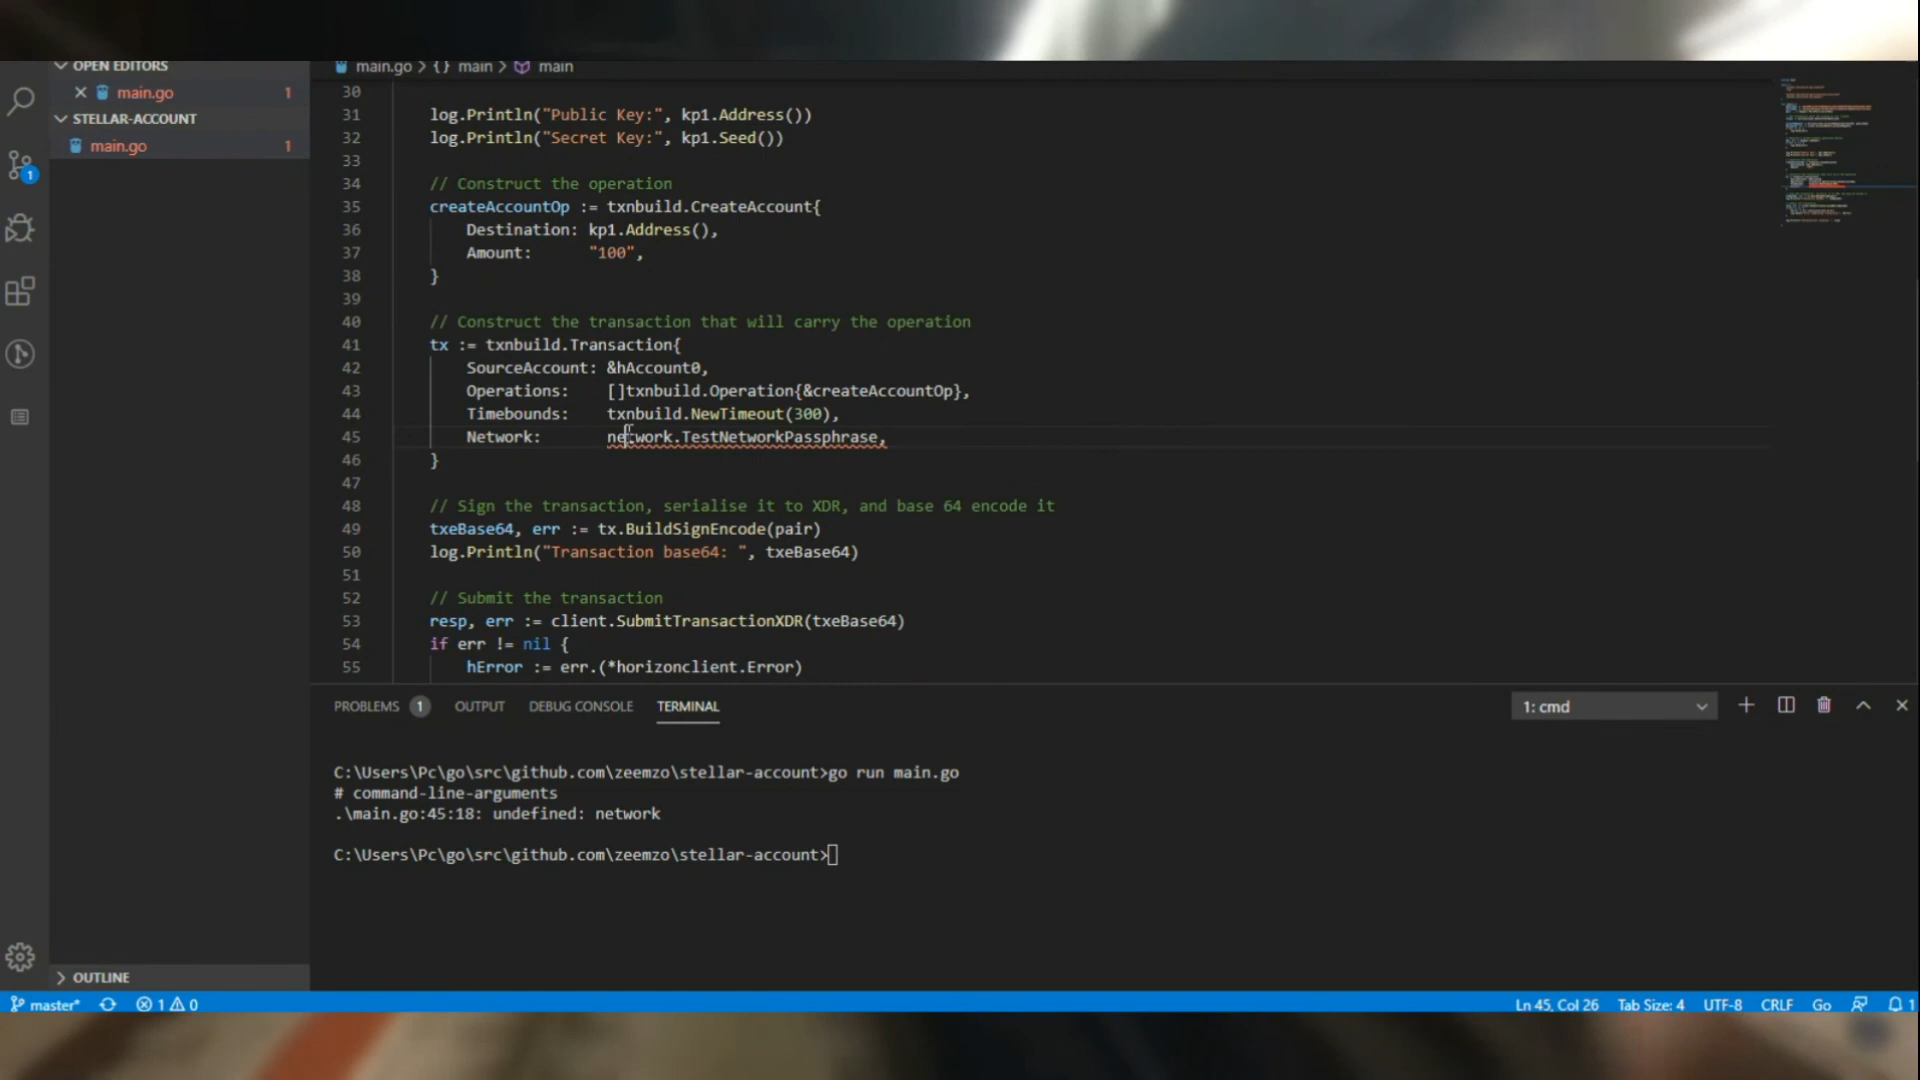 OPEN EDITORS
main.go 1
STELLAR-ACCOUNT
main.go 1
1
OUTLINE
main.go > {} main > main
30
31 log.Println("Public Key:", kp1.Address())
32 log.Println("Secret Key:", kp1.Seed())
33
34 // Construct the operation
35 createAccountOp := txnbuild.CreateAccount{
36 Destination: kp1.Address(),
37 Amount: "100",
38 }
39
40 // Construct the transaction that will carry the operation
41 tx := txnbuild.Transaction{
42 SourceAccount: &hAccount0,
43 Operations: []txnbuild.Operation{&createAccountOp},
44 Timebounds: txnbuild.NewTimeout(300),
45 Network: network.TestNetworkPassphrase,
46 }
47
48 // Sign the transaction, serialise it to XDR, and base 64 encode it
49 txeBase64, err := tx.BuildSignEncode(pair)
50 log.Println("Transaction base64: ", txeBase64)
51
52 // Submit the transaction
53 resp, err := client.SubmitTransactionXDR(txeBase64)
54 if err != nil {
55 hError := err.(*horizonclient.Error)
PROBLEMS 1 OUTPUT DEBUG CONSOLE TERMINAL 1: cmd
C:\Users\Pc\go\src\github.com\zeemzo\stellar-account>go run main.go
# command-line-arguments
.\main.go:45:18: undefined: network
C:\Users\Pc\go\src\github.com\zeemzo\stellar-account>
master* 1 0 Ln 45, Col 26 Tab Size: 4 UTF-8 CRLF Go 1